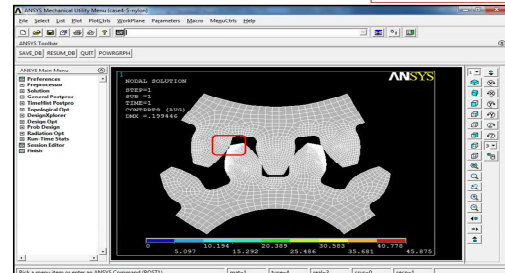 ANSYS Mechanical Utility Menu (case4-5-nylon)
File Select List Plot PlotCtrls WorkPlane Parameters Macro MenuCtrls Help
ANSYS Toolbar
SAVE_DB RESUM_DB QUIT POWRGRPH
ANSYS Main Menu
Preferences
Preprocessor
Solution
General Postproc
TimeHist Postpro
Topological Opt
DesignXplorer
Design Opt
Prob Design
Radiation Opt
Run-Time Stats
Session Editor
Finish
1
NODAL SOLUTION
STEP=1
SUB =1
TIME=1
CONTPRES (AVG)
DMX =.199446
ANSYS
0 10.194 20.389 30.583 40.778
5.097 15.292 25.486 35.681 45.875
Pick a menu item or enter an ANSYS Command (POST1)
mat=1
type=4
real=3
csys=0
secn=1